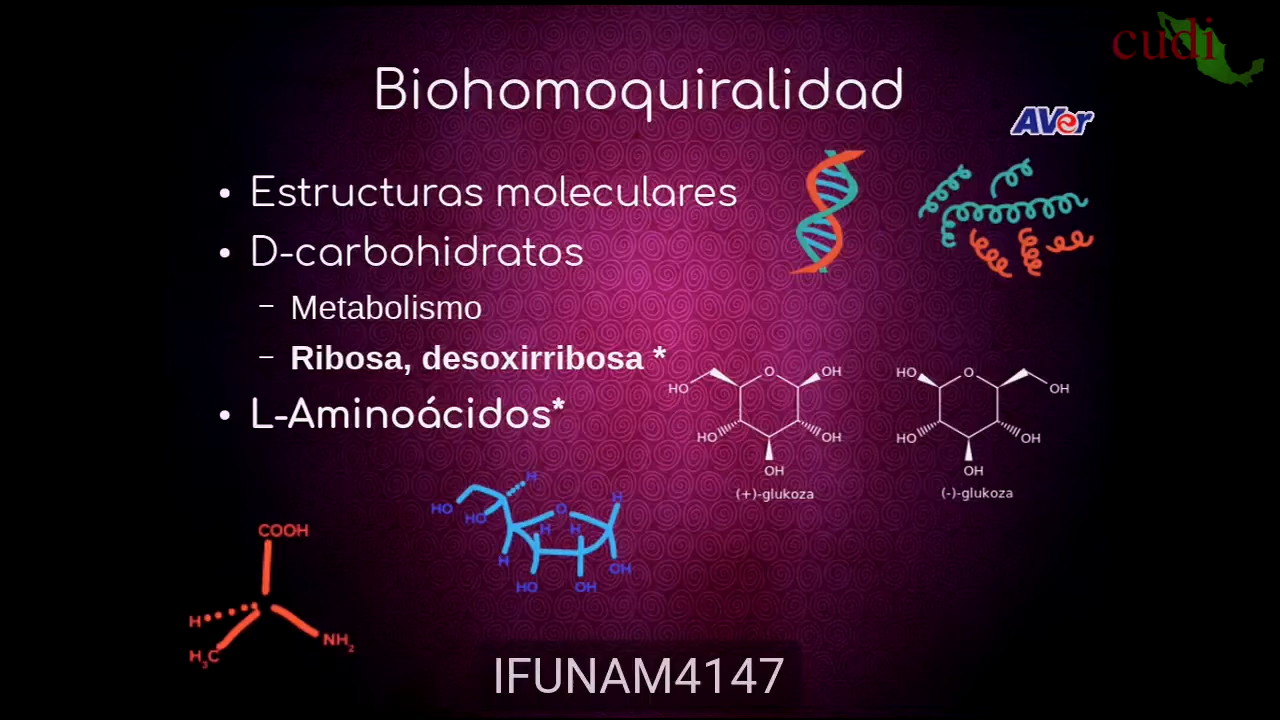 cudi
Biohomoquiralidad
AVer
• Estructuras moleculares
• D-carbohidratos
– Metabolismo
– Ribosa, desoxirribosa *
• L-Aminoácidos*
O OH
HO
HO OH
OH
(+)-glukoza
HO O
OH
HO OH
OH
(-)-glukoza
H
HO HO O H
H H
H OH
HO OH
COOH
H
NH₂
H₃C
IFUNAM4147